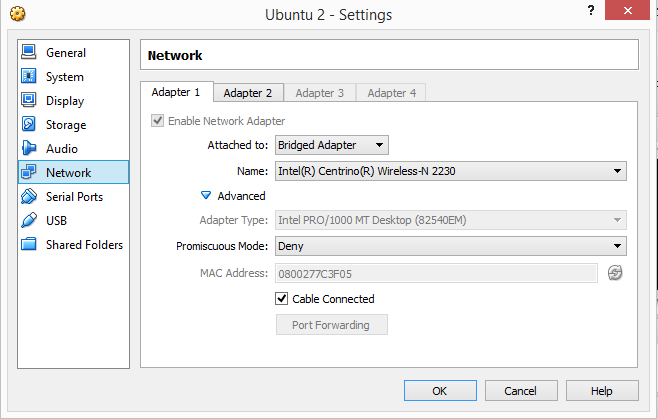 Ubuntu 2 - Settings
?
x
General
System
Display
Storage
Audio
Network
Serial Ports
USB
Shared Folders
Network
Adapter 1 Adapter 2 Adapter 3 Adapter 4
Enable Network Adapter
Attached to: Bridged Adapter
Name: Intel(R) Centrino(R) Wireless-N 2230
Advanced
Adapter Type: Intel PRO/1000 MT Desktop (82540EM)
Promiscuous Mode: Deny
MAC Address: 0800277C3F05
Cable Connected
Port Forwarding
OK Cancel Help